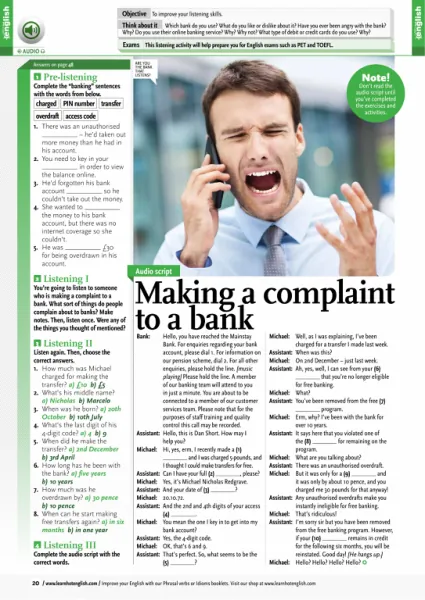 english
AUDIO
Objective To improve your listening skills.
Think about it Which bank do you use? What do you like or dislike about it? Have you ever been angry with the bank?
Why? Do you use their online banking service? Why? Why not? What type of debit or credit cards do you use? Why?
Exams This listening activity will help prepare you for English exams such as PET and TOEFL.
english
Answers on page 48
1 Pre-listening
Complete the "banking" sentences
with the words from below.
charged PIN number transfer
overdraft access code
1. There was an unauthorised
____ – he'd taken out
more money than he had in
his account.
2. You need to key in your
____ in order to view
the balance online.
3. He'd forgotten his bank
account ____ so he
couldn't take out the money.
4. She wanted to ____
the money to his bank
account, but there was no
internet coverage so she
couldn't.
5. He was ____ £30
for being overdrawn in his
account.
2 Listening I
You're going to listen to someone
who is making a complaint to a
bank. What sort of things do people
complain about to banks? Make
notes. Then, listen once. Were any of
the things you thought of mentioned?
3 Listening II
Listen again. Then, choose the
correct answers.
1. How much was Michael
charged for making the
transfer? a) £10 b) £5
2. What's his middle name?
a) Nicholas b) Marcele
3. When was he born? a) 20th
October b) 10th July
4. What's the last digit of his
4-digit code? a) 4 b) 9
5. When did he make the
transfer? a) 2nd December
b) 3rd April
6. How long has he been with
the bank? a) five years
b) 10 years
7. How much was he
overdrawn by? a) 30 pence
b) 10 pence
8. When can he start making
free transfers again? a) in six
months b) in one year
4 Listening III
Complete the audio script with the
correct words.
ARE YOU
THE BANK
THAT
LISTENS?
Note!
Don't read the
audio script until
you've completed
the exercises and
activities.
Audio script
Making a complaint
to a bank
Bank: Hello, you have reached the Mainstay
Bank. For enquiries regarding your bank
account, please dial 1. For information on
our pension scheme, dial 2. For all other
enquiries, please hold the line. [music
playing] Please hold the line. A member
of our banking team will attend to you
in just a minute. You are about to be
connected to a member of our customer
services team. Please note that for the
purposes of staff training and quality
control this call may be recorded.
Assistant: Hello, this is Dan Short. How may I
help you?
Michael: Hi, yes, erm, I recently made a (1)
____ and I was charged 5 pounds, and
I thought I could make transfers for free.
Assistant: Can I have your full (2) ____, please?
Michael: Yes, it's Michael Nicholas Redgrave.
Assistant: And your date of (3) ____?
Michael: 20.10.72.
Assistant: And the 2nd and 4th digits of your access
(4) ____.
Michael: You mean the one I key in to get into my
bank account?
Assistant: Yes, the 4-digit code.
Michael: OK, that's 6 and 9.
Assistant: That's perfect. So, what seems to be the
(5) ____?
Michael: Well, as I was explaining, I've been
charged for a transfer I made last week.
Assistant: When was this?
Michael: On 2nd December – just last week.
Assistant: Ah, yes, well, I can see from your (6)
____ that you're no longer eligible
for free banking.
Michael: What?
Assistant: You've been removed from the free (7)
____ program.
Michael: Erm, why? I've been with the bank for
over 10 years.
Assistant: It says here that you violated one of
the (8) ____ for remaining on the
program.
Michael: What are you talking about?
Assistant: There was an unauthorised overdraft.
Michael: But it was only for a (9) ____ and
it was only by about 10 pence, and you
charged me 30 pounds for that anyway!
Assistant: Any unauthorised overdrafts make you
instantly ineligible for free banking.
Michael: That's ridiculous!
Assistant: I'm sorry sir but you have been removed
from the free banking program. However,
if your (10) ____ remains in credit
for the following six months, you will be
reinstated. Good day! [He hangs up.]
Michael: Hello? Hello? Hello? Hello?
20 / www.learnhotenglish.com / Improve your English with our Phrasal verbs or Idioms booklets. Visit our shop at www.learnhotenglish.com